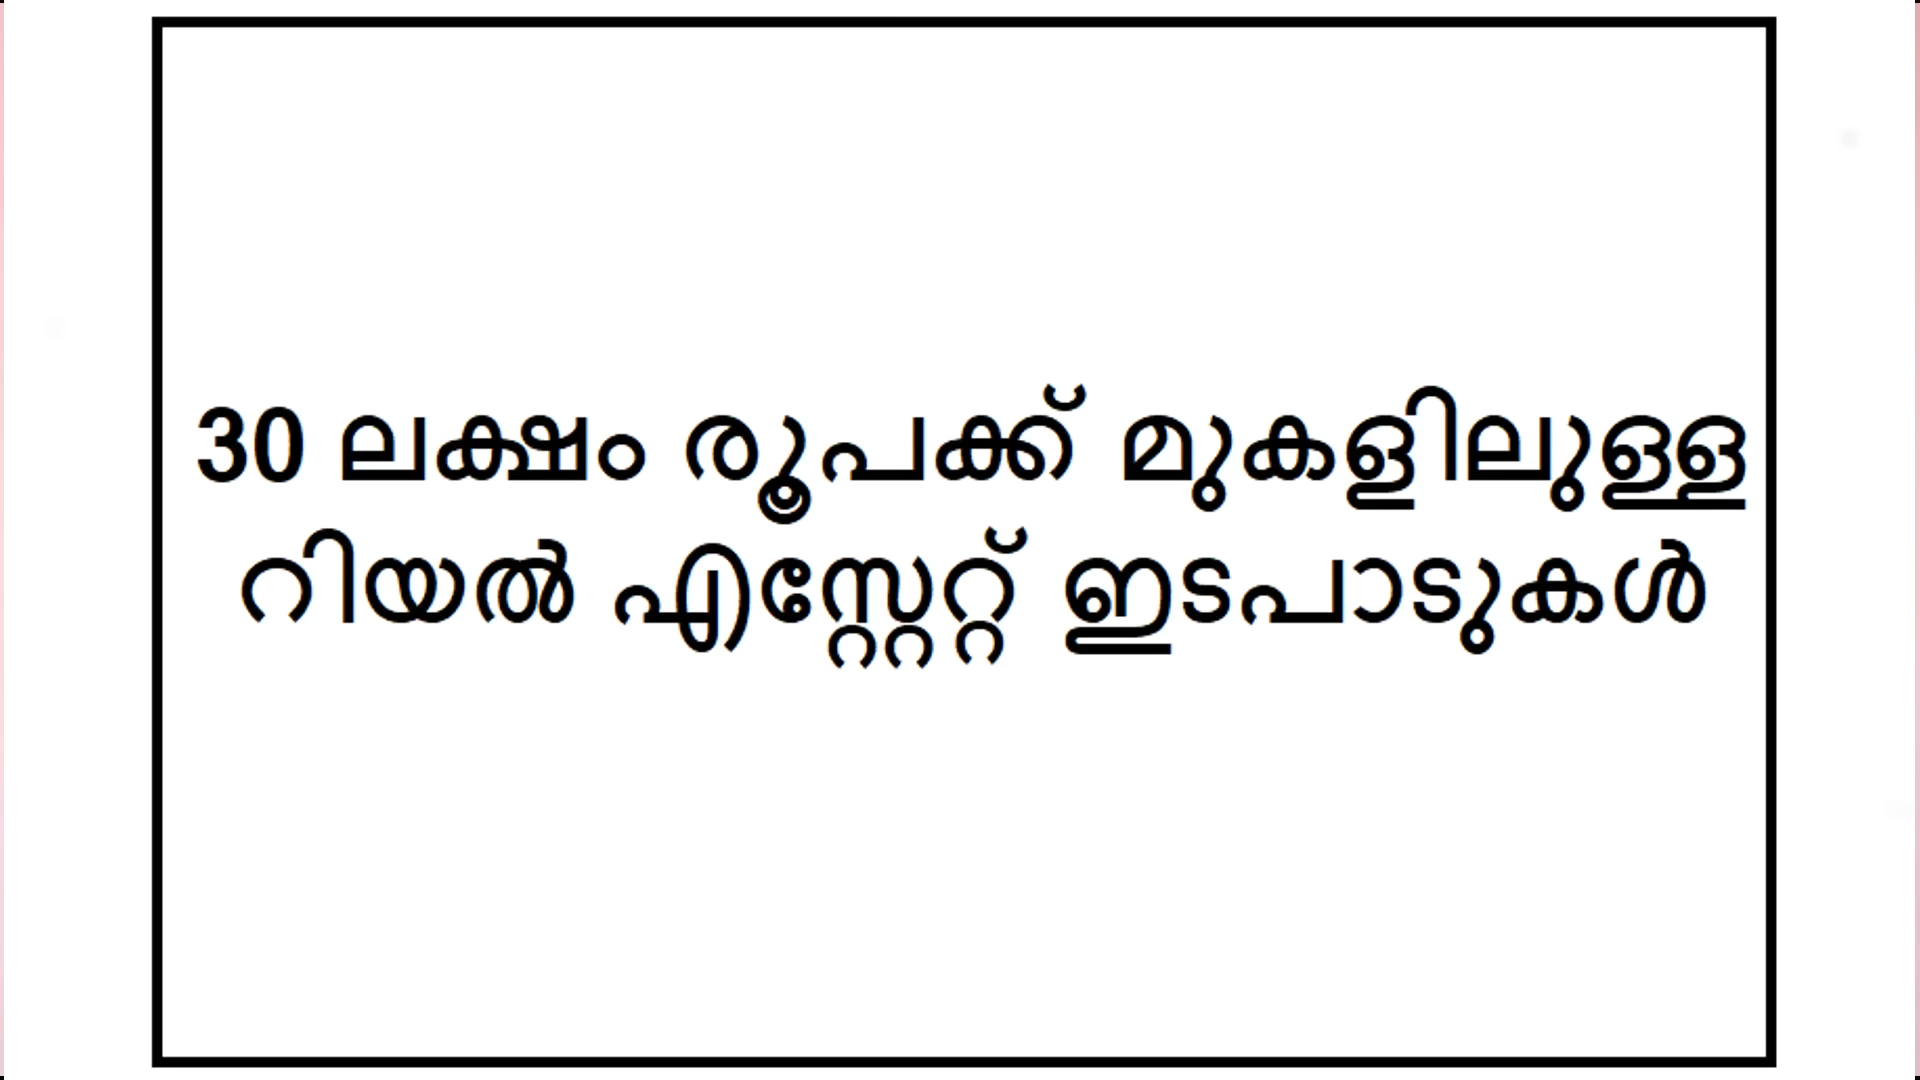 30 ലക്ഷം രൂപക്ക് മുകളിലുള്ള
റിയൽ എസ്റ്റേറ്റ് ഇടപാടുകൾ